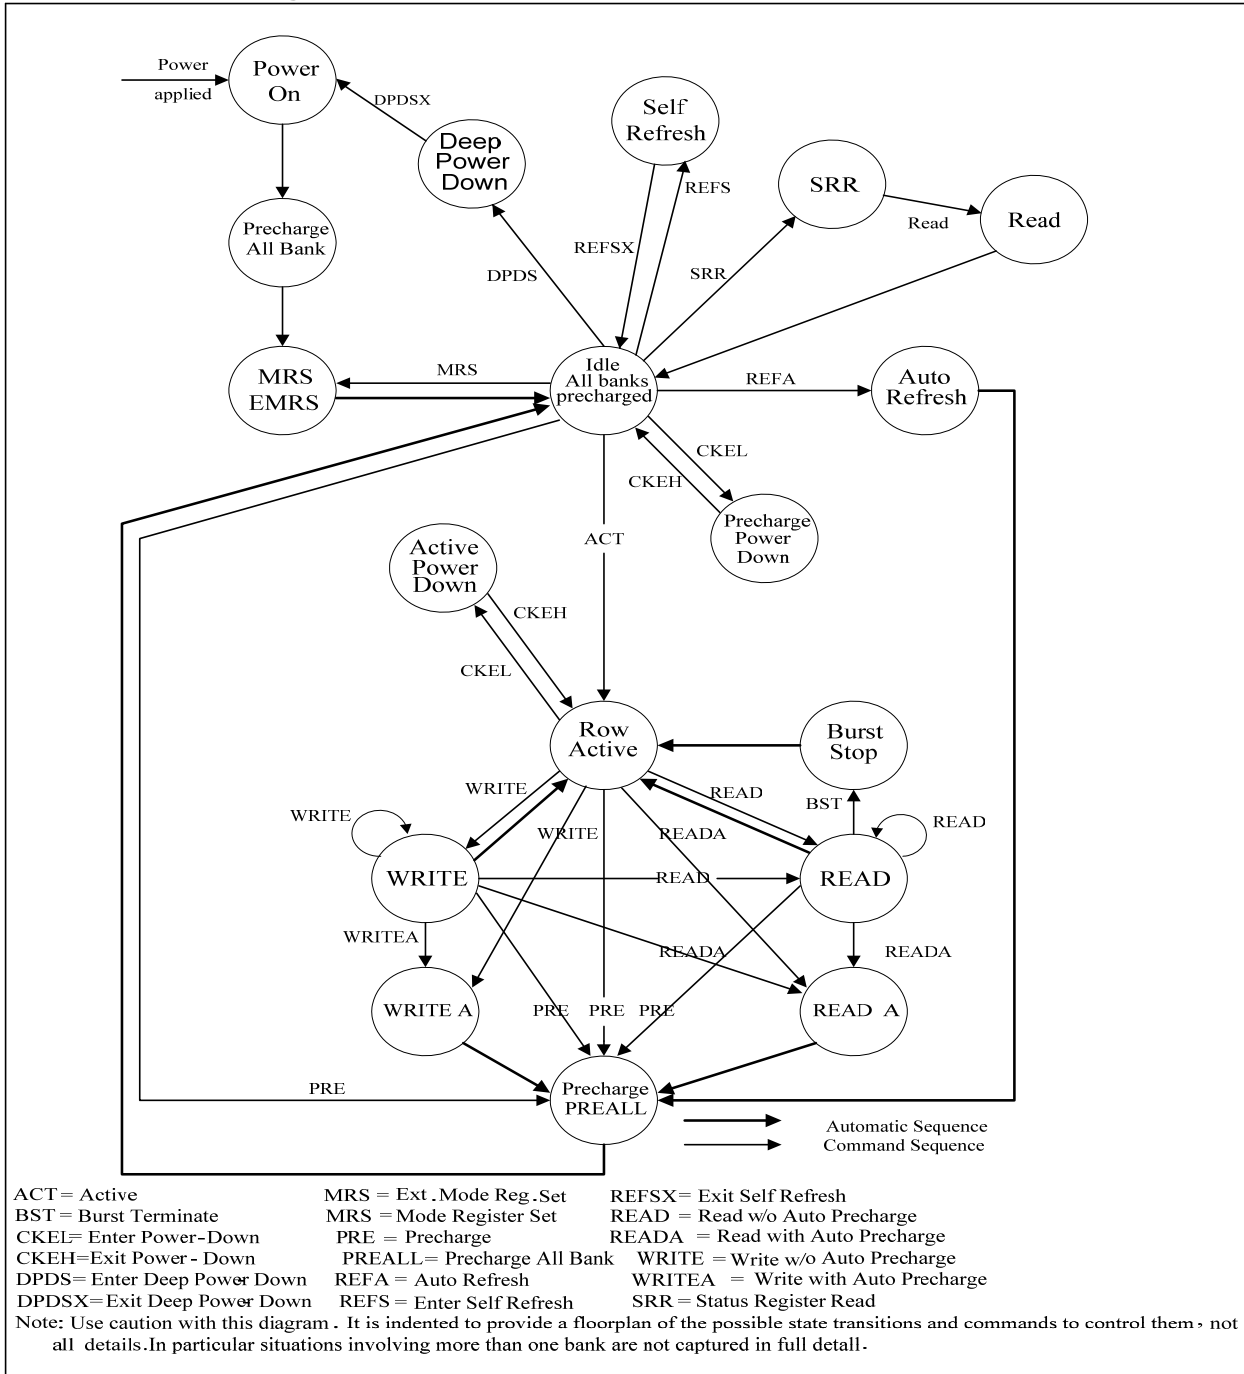 Power
applied
Power
On
DPDSX
Deep
Power
Down
Self
Refresh
REFS
SRR
Read
Read
Precharge
All Bank
REFSX
DPDS
SRR
MRS
EMRS
MRS
Idle
All banks
precharged
REFA
Auto
Refresh
CKEL
CKEH
Precharge
Power
Down
ACT
Active
Power
Down
CKEH
CKEL
Row
Active
Burst
Stop
WRITE
READ
BST
WRITE
WRITE
READA
READ
WRITE
READ
READ
WRITEA
READA
READA
WRITE A
PRE
PRE
PRE
READ A
PRE
Precharge
PREALL
Automatic Sequence
Command Sequence
ACT = Active MRS = Ext . Mode Reg . Set REFSX = Exit Self Refresh
BST = Burst Terminate MRS = Mode Register Set READ = Read w/o Auto Precharge
CKEL= Enter Power-Down PRE = Precharge READA = Read with Auto Precharge
CKEH=Exit Power - Down PREALL= Precharge All Bank WRITE = Write w/o Auto Precharge
DPDS= Enter Deep Power Down REFA = Auto Refresh WRITEA = Write with Auto Precharge
DPDSX=Exit Deep Power Down REFS = Enter Self Refresh SRR = Status Register Read
Note: Use caution with this diagram . It is indented to provide a floorplan of the possible state transitions and commands to control them, not
all details.In particular situations involving more than one bank are not captured in full detall.